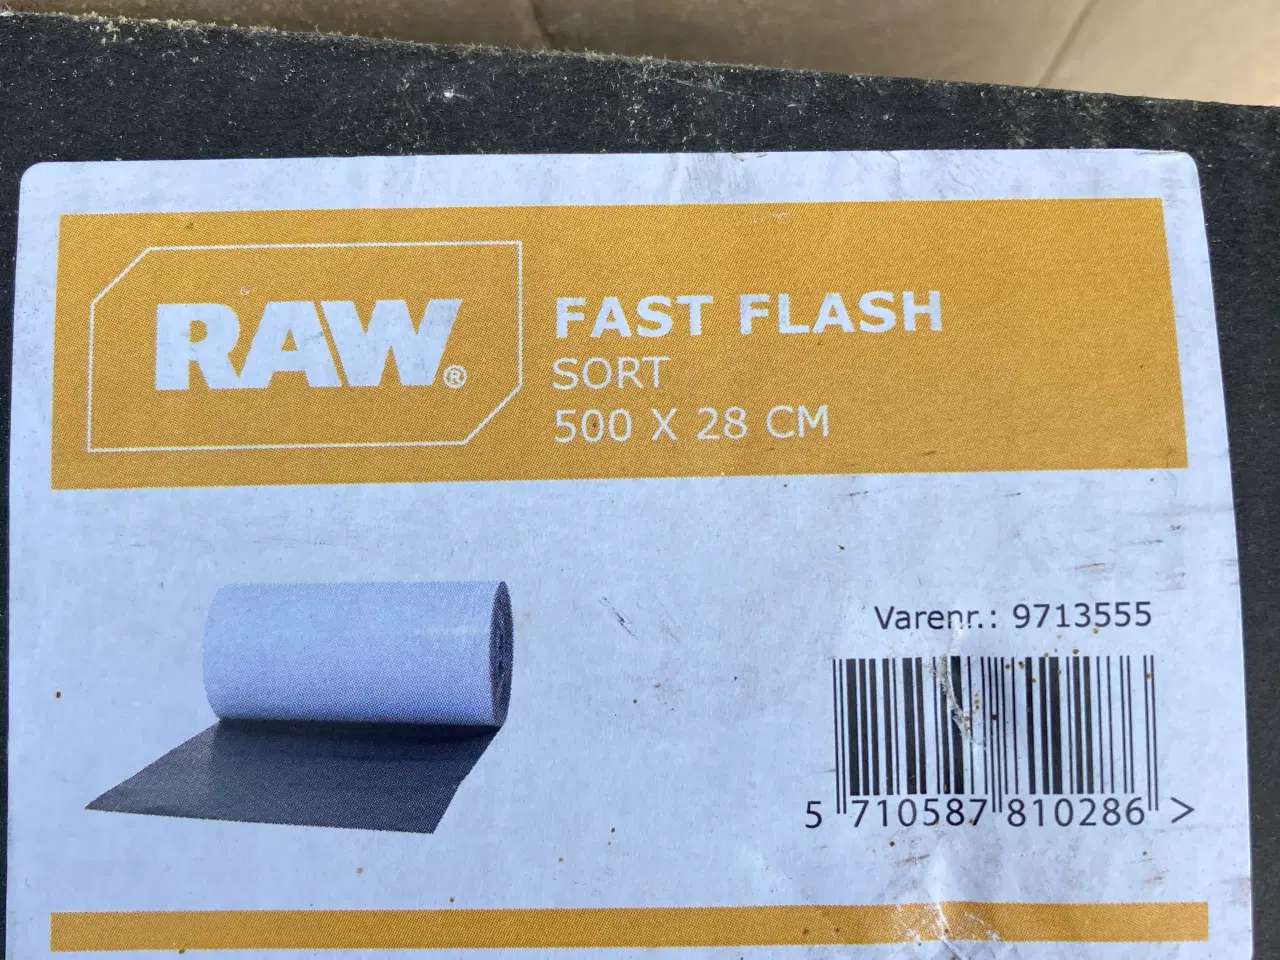 RAW®
FAST FLASH
SORT
500 X 28 CM
Varenr.: 9713555
5 710587 810286 >